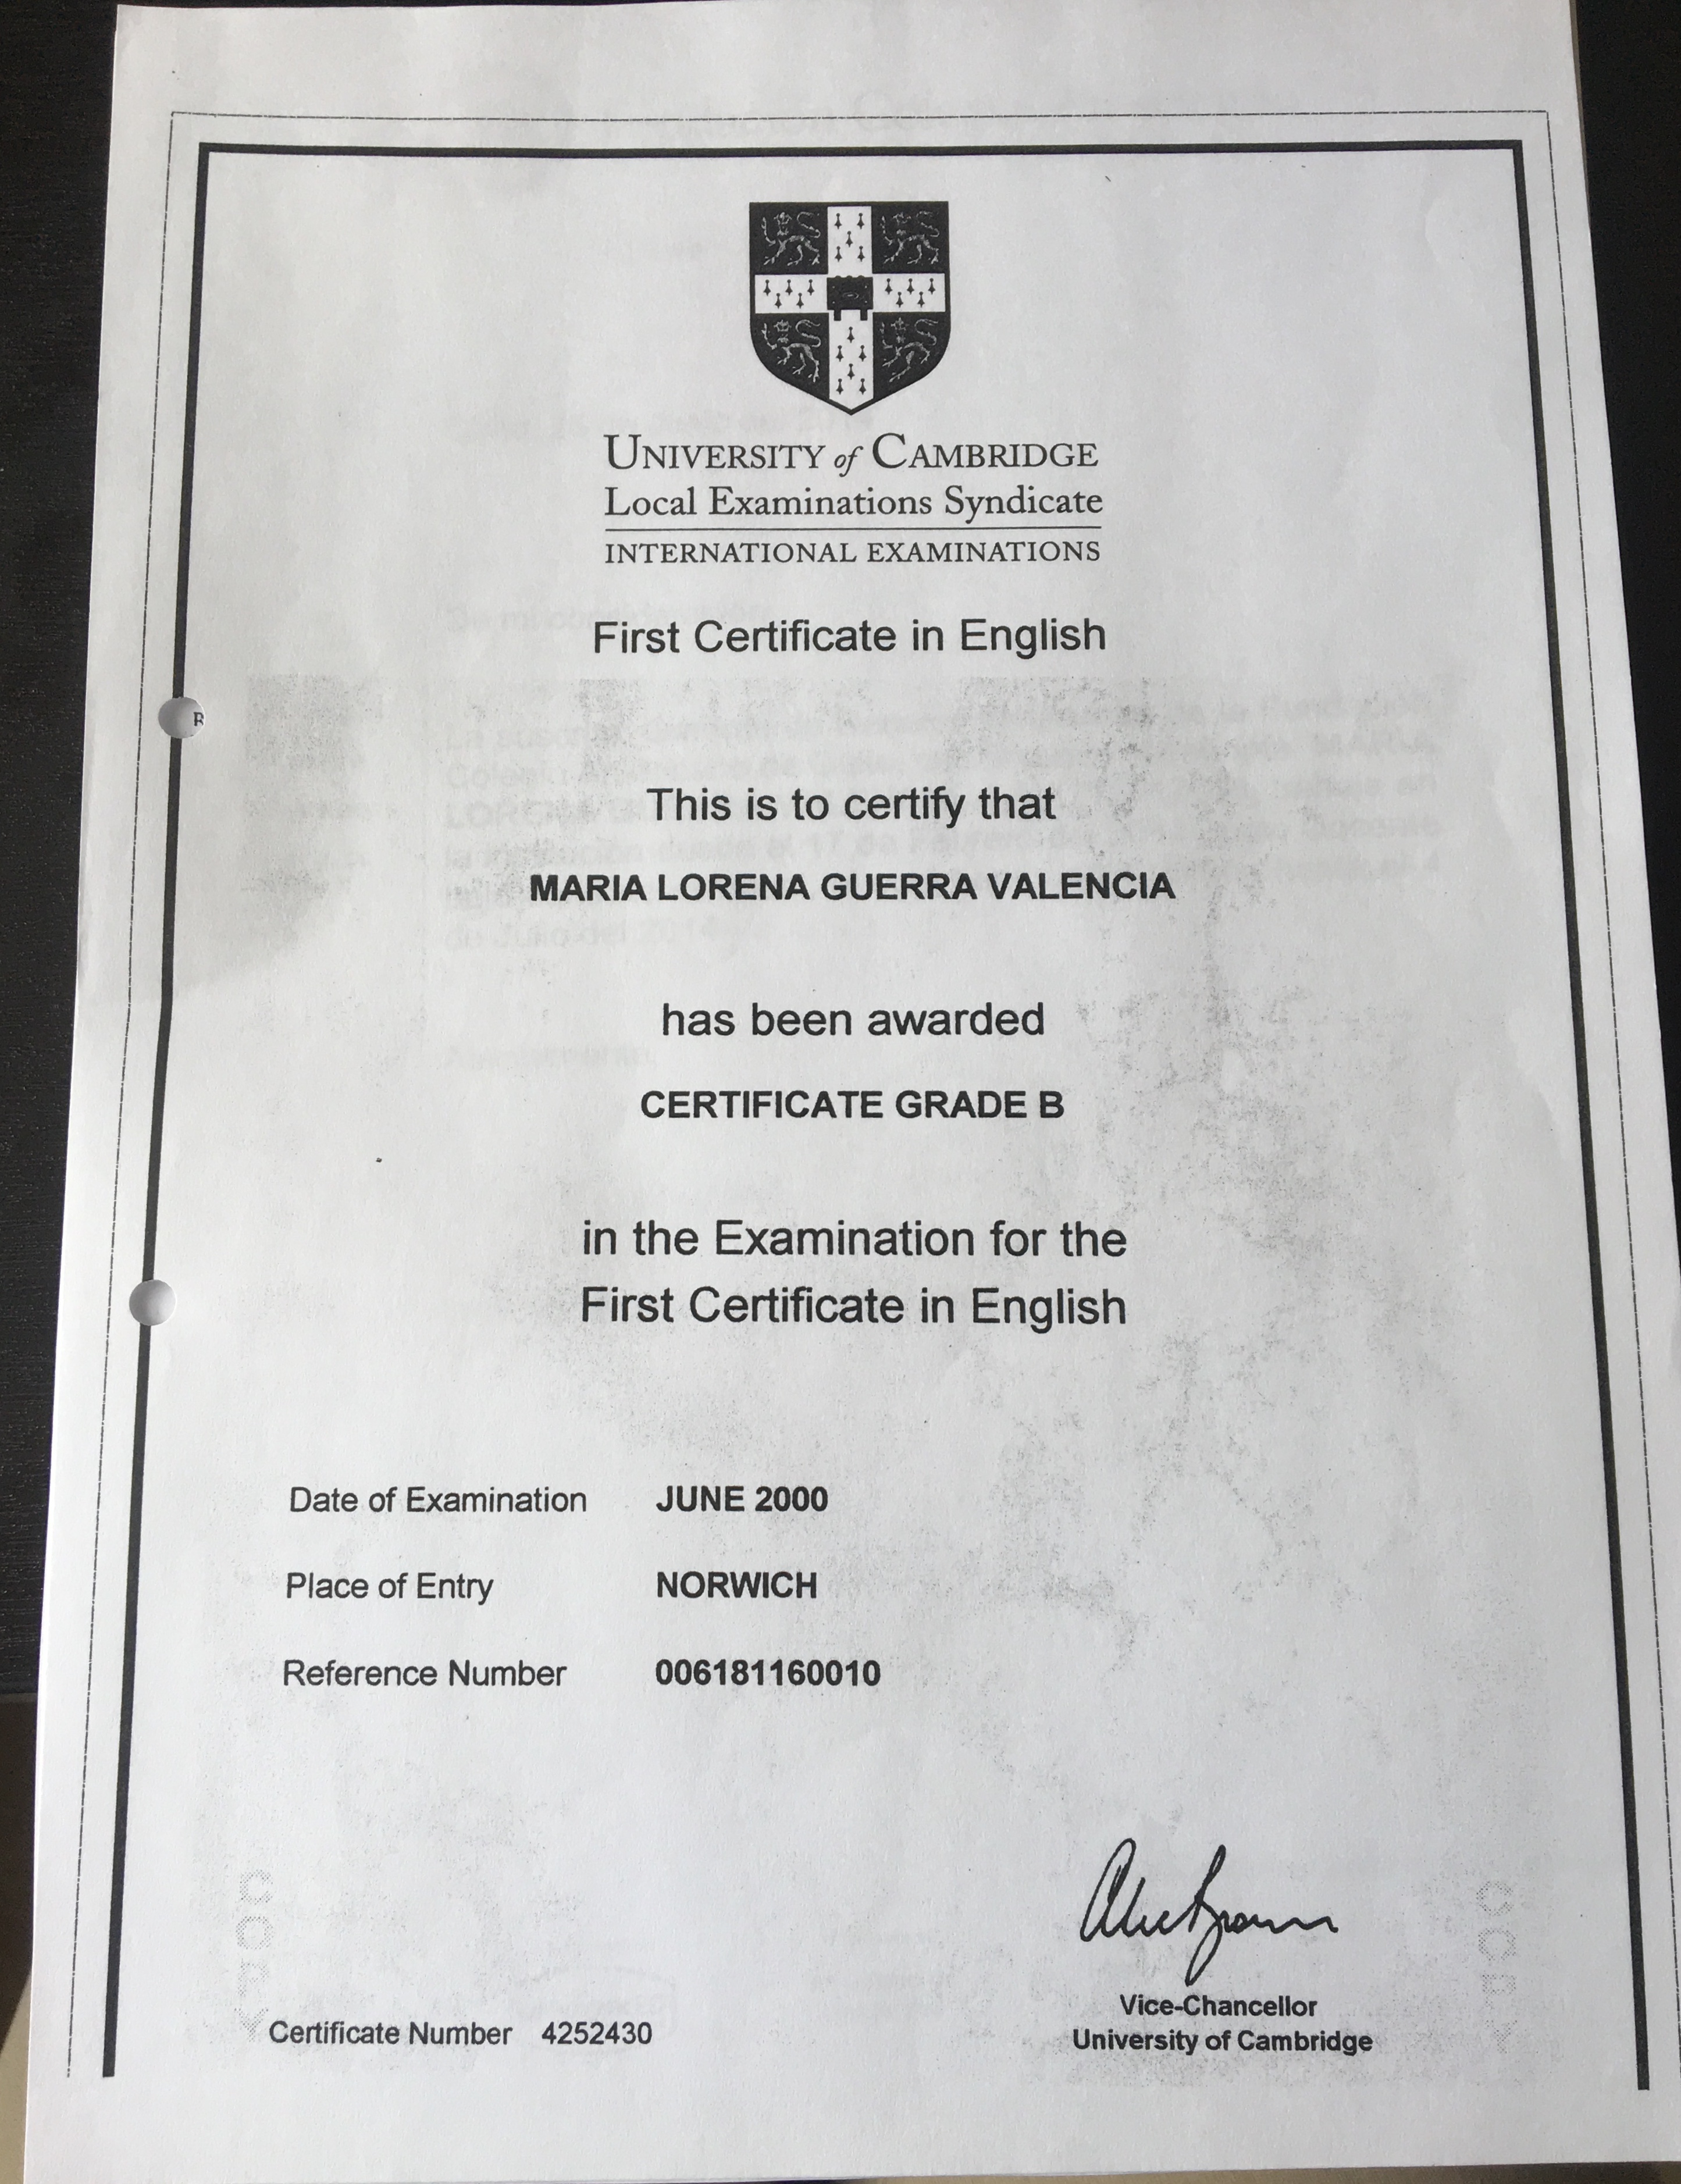 UNIVERSITY of CAMBRIDGE
Local Examinations Syndicate
INTERNATIONAL EXAMINATIONS
First Certificate in English
R
This is to certify that
MARIA LORENA GUERRA VALENCIA
has been awarded
CERTIFICATE GRADE B
in the Examination for the
First Certificate in English
Date of Examination JUNE 2000
Place of Entry NORWICH
Reference Number 006181160010
COPY
COPY
Vice-Chancellor
University of Cambridge
Certificate Number 4252430